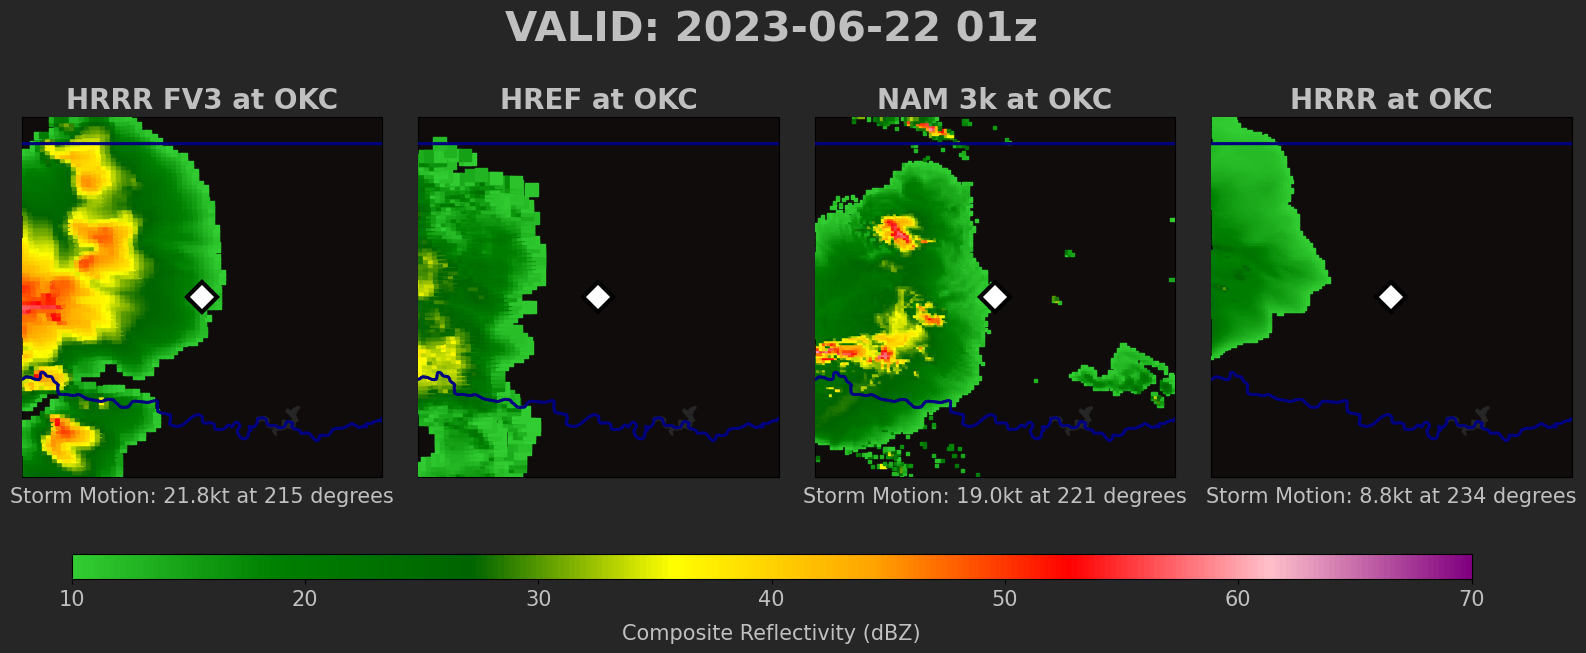 VALID: 2023-06-22 01z
HRRR FV3 at OKC
HREF at OKC
NAM 3k at OKC
HRRR at OKC
Storm Motion: 21.8kt at 215 degrees
Storm Motion: 19.0kt at 221 degrees
Storm Motion: 8.8kt at 234 degrees
10 20 30 40 50 60 70
Composite Reflectivity (dBZ)